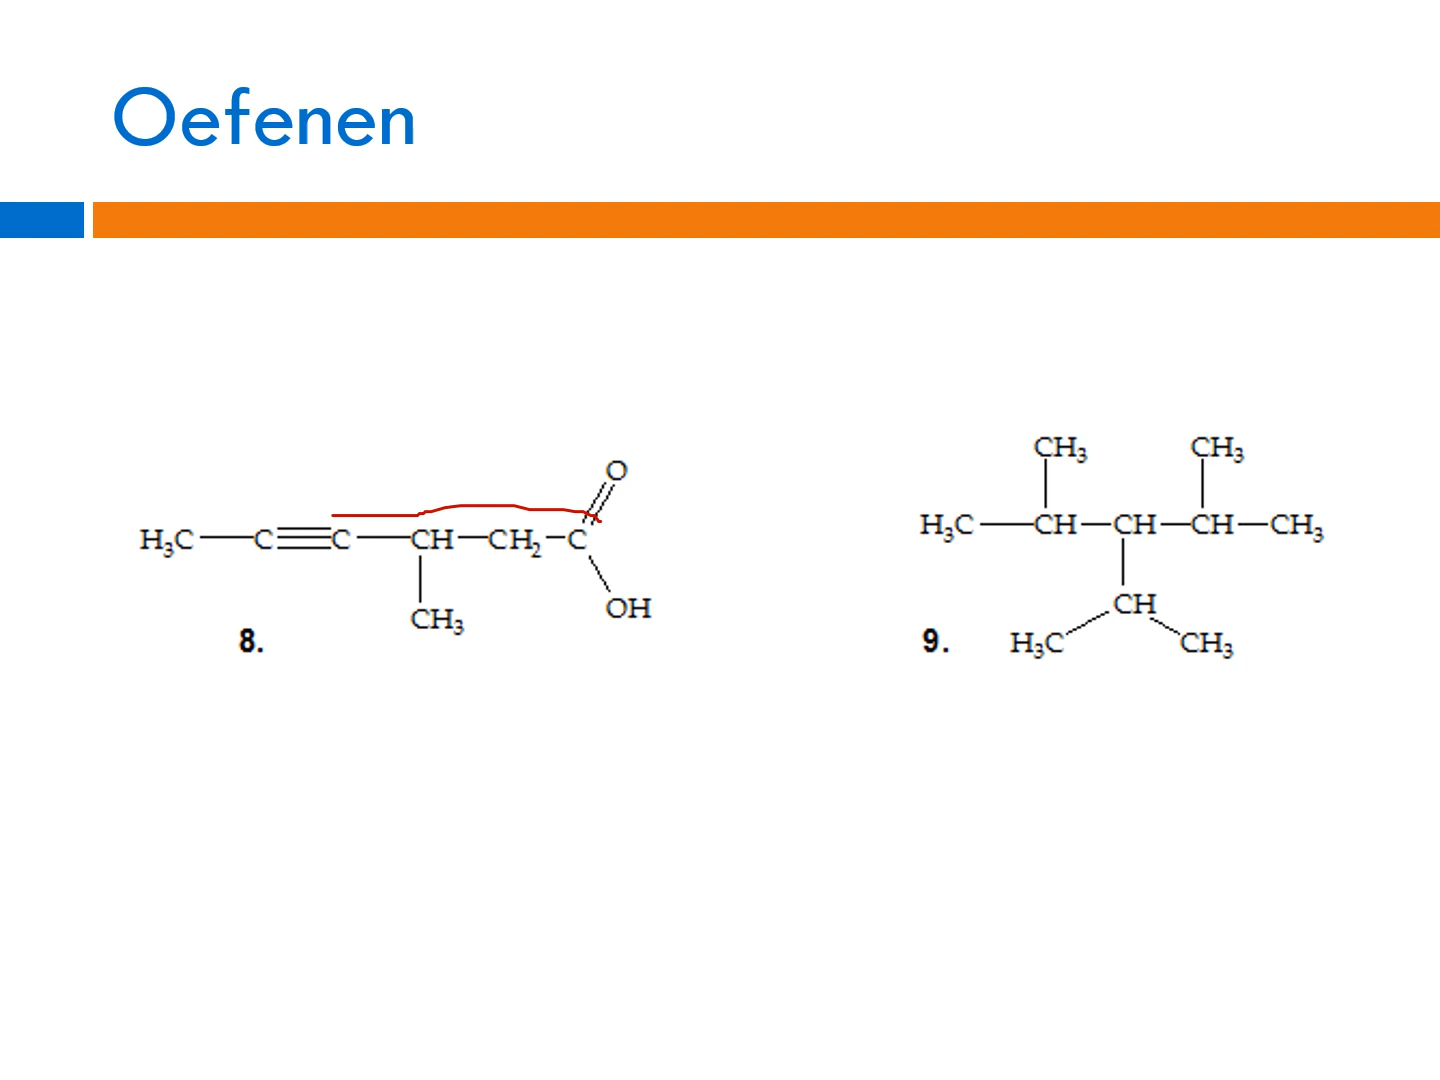 Oefenen
O
H₃C—C≡C—CH—CH₂—C
OH
CH₃
8.
CH₃ CH₃
H₃C—CH—CH—CH—CH₃
CH
9. H₃C CH₃